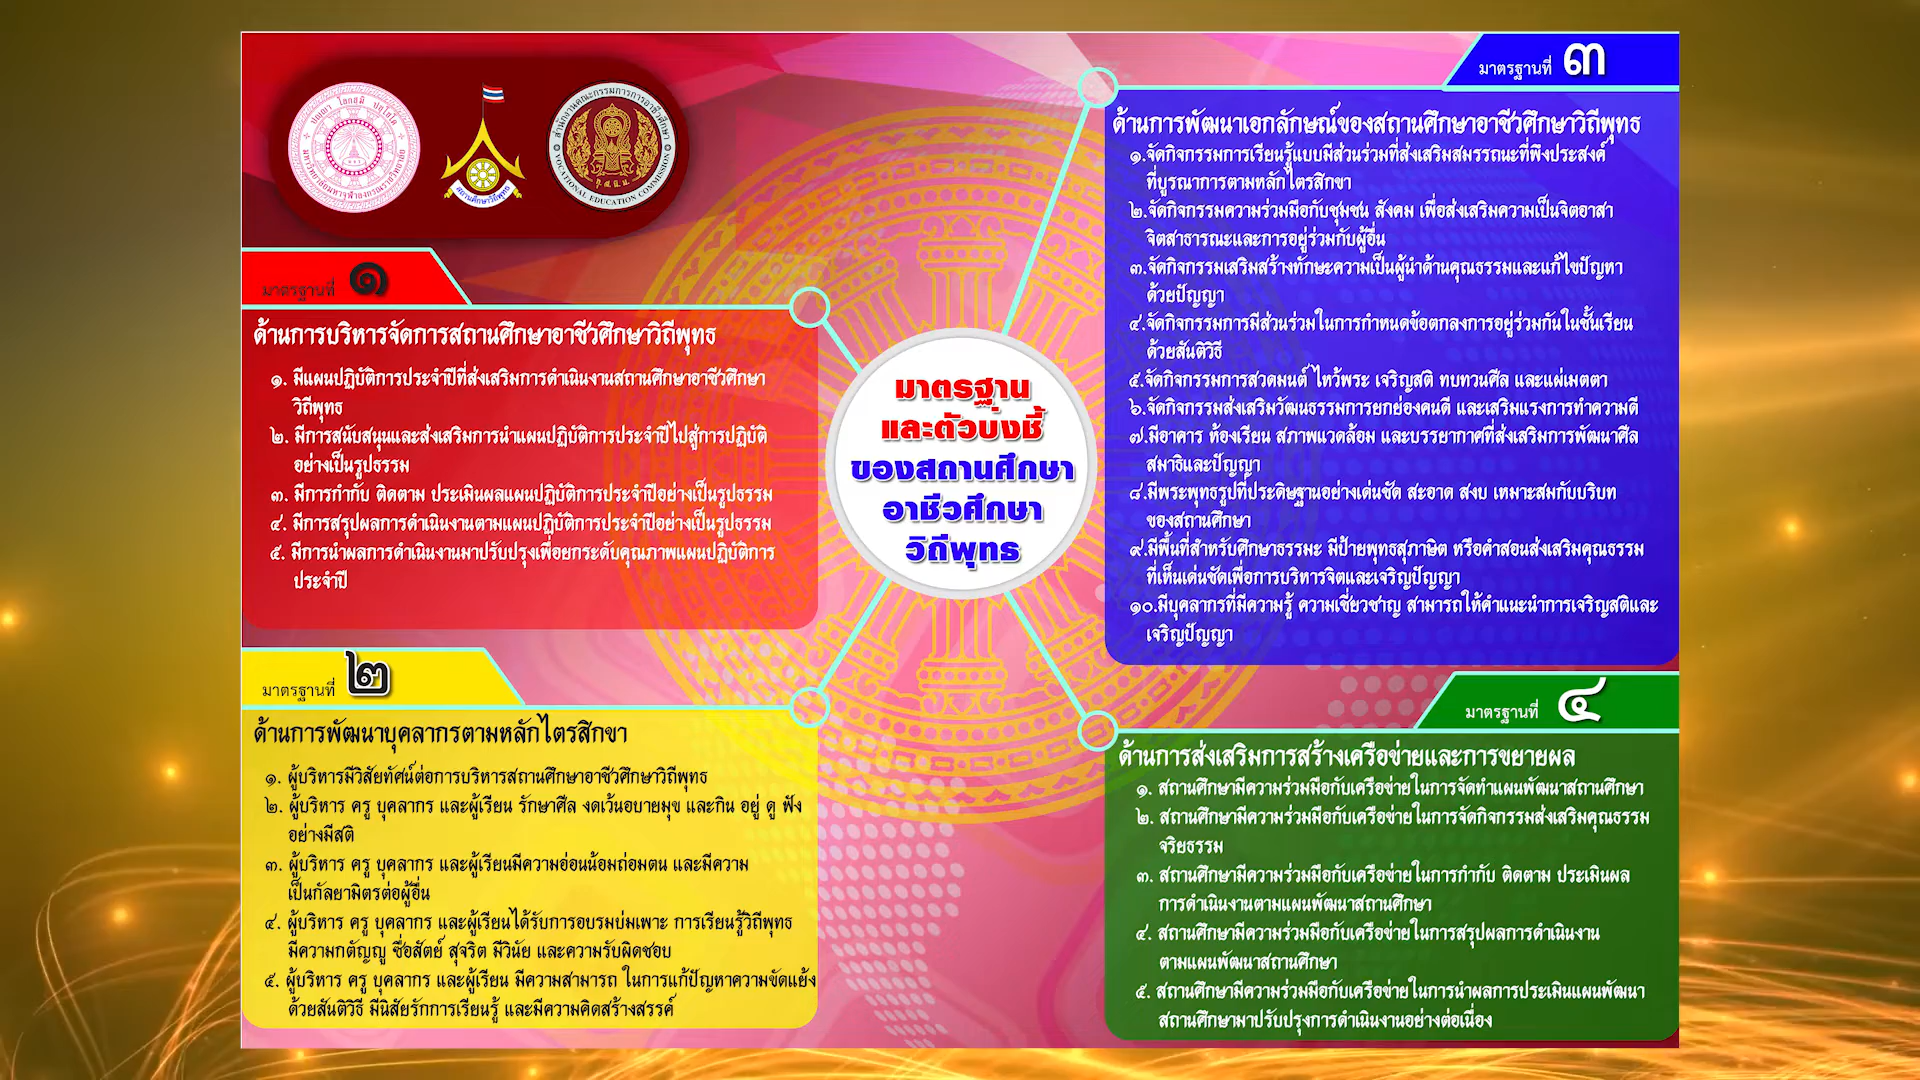 ปญฺญา โลกสฺมิ ปชฺโชโต
มหาวิทยาลัยมหาจุฬาลงกรณราชวิทยาลัย
สถานศึกษาวิถีพุทธ
สำนักงานคณะกรรมการการอาชีวศึกษา
VOCATIONAL EDUCATION COMMISSION
มาตรฐาน
และตัวบ่งชี้
ของสถานศึกษา
อาชีวศึกษา
วิถีพุทธ
มาตรฐานที่ ๑
ด้านการบริหารจัดการสถานศึกษาอาชีวศึกษาวิถีพุทธ
๑. มีแผนปฏิบัติการประจำปีที่ส่งเสริมการดำเนินงานสถานศึกษาอาชีวศึกษา
วิถีพุทธ
๒. มีการสนับสนุนและส่งเสริมการนำแผนปฏิบัติการประจำปีไปสู่การปฏิบัติ
อย่างเป็นรูปธรรม
๓. มีการกำกับ ติดตาม ประเมินผลแผนปฏิบัติการประจำปีอย่างเป็นรูปธรรม
๔. มีการสรุปผลการดำเนินงานตามแผนปฏิบัติการประจำปีอย่างเป็นรูปธรรม
๕. มีการนำผลการดำเนินงานมาปรับปรุงเพื่อยกระดับคุณภาพแผนปฏิบัติการ
ประจำปี
มาตรฐานที่ ๒
ด้านการพัฒนาบุคลากรตามหลักไตรสิกขา
๑. ผู้บริหารมีวิสัยทัศน์ต่อการบริหารสถานศึกษาอาชีวศึกษาวิถีพุทธ
๒. ผู้บริหาร ครู บุคลากร และผู้เรียน รักษาศีล งดเว้นอบายมุข และกิน อยู่ ดู ฟัง
อย่างมีสติ
๓. ผู้บริหาร ครู บุคลากร และผู้เรียนมีความอ่อนน้อมถ่อมตน และมีความ
เป็นกัลยามิตรต่อผู้อื่น
๔. ผู้บริหาร ครู บุคลากร และผู้เรียนได้รับการอบรมบ่มเพาะ การเรียนรู้วิถีพุทธ
มีความกตัญญู ซื่อสัตย์ สุจริต มีวินัย และความรับผิดชอบ
๕. ผู้บริหาร ครู บุคลากร และผู้เรียน มีความสามารถ ในการแก้ปัญหาความขัดแย้ง
ด้วยสันติวิธี มีนิสัยรักการเรียนรู้ และมีความคิดสร้างสรรค์
มาตรฐานที่ ๓
ด้านการพัฒนาเอกลักษณ์ของสถานศึกษาอาชีวศึกษาวิถีพุทธ
๑.จัดกิจกรรมการเรียนรู้แบบมีส่วนร่วมที่ส่งเสริมสมรรถนะที่พึงประสงค์
ที่บูรณาการตามหลักไตรสิกขา
๒.จัดกิจกรรมความร่วมมือกับชุมชน สังคม เพื่อส่งเสริมความเป็นจิตอาสา
จิตสาธารณะและการอยู่ร่วมกับผู้อื่น
๓.จัดกิจกรรมเสริมสร้างทักษะความเป็นผู้นำด้านคุณธรรมและแก้ไขปัญหา
ด้วยปัญญา
๔.จัดกิจกรรมการมีส่วนร่วมในการกำหนดข้อตกลงการอยู่ร่วมกันในชั้นเรียน
ด้วยสันติวิธี
๕.จัดกิจกรรมการสวดมนต์ ไหว้พระ เจริญสติ ทบทวนศีล และแผ่เมตตา
๖.จัดกิจกรรมส่งเสริมวัฒนธรรมการยกย่องคนดี และเสริมแรงการทำความดี
๗.มีอาคาร ห้องเรียน สภาพแวดล้อม และบรรยากาศที่ส่งเสริมการพัฒนาศีล
สมาธิและปัญญา
๘.มีพระพุทธรูปที่ประดิษฐานอย่างเด่นชัด สะอาด สงบ เหมาะสมกับบริบท
ของสถานศึกษา
๙.มีพื้นที่สำหรับศึกษาธรรมะ มีป้ายพุทธสุภาษิต หรือคำสอนส่งเสริมคุณธรรม
ที่เห็นเด่นชัดเพื่อการบริหารจิตและเจริญปัญญา
๑๐.มีบุคลากรที่มีความรู้ ความเชี่ยวชาญ สามารถให้คำแนะนำการเจริญสติและ
เจริญปัญญา
มาตรฐานที่ ๔
ด้านการส่งเสริมการสร้างเครือข่ายและการขยายผล
๑. สถานศึกษามีความร่วมมือกับเครือข่ายในการจัดทำแผนพัฒนาสถานศึกษา
๒. สถานศึกษามีความร่วมมือกับเครือข่ายในการจัดกิจกรรมส่งเสริมคุณธรรม
จริยธรรม
๓. สถานศึกษามีความร่วมมือกับเครือข่ายในการกำกับ ติดตาม ประเมินผล
การดำเนินงานตามแผนพัฒนาสถานศึกษา
๔. สถานศึกษามีความร่วมมือกับเครือข่ายในการสรุปผลการดำเนินงาน
ตามแผนพัฒนาสถานศึกษา
๕. สถานศึกษามีความร่วมมือกับเครือข่ายในการนำผลการประเมินแผนพัฒนา
สถานศึกษามาปรับปรุงการดำเนินงานอย่างต่อเนื่อง